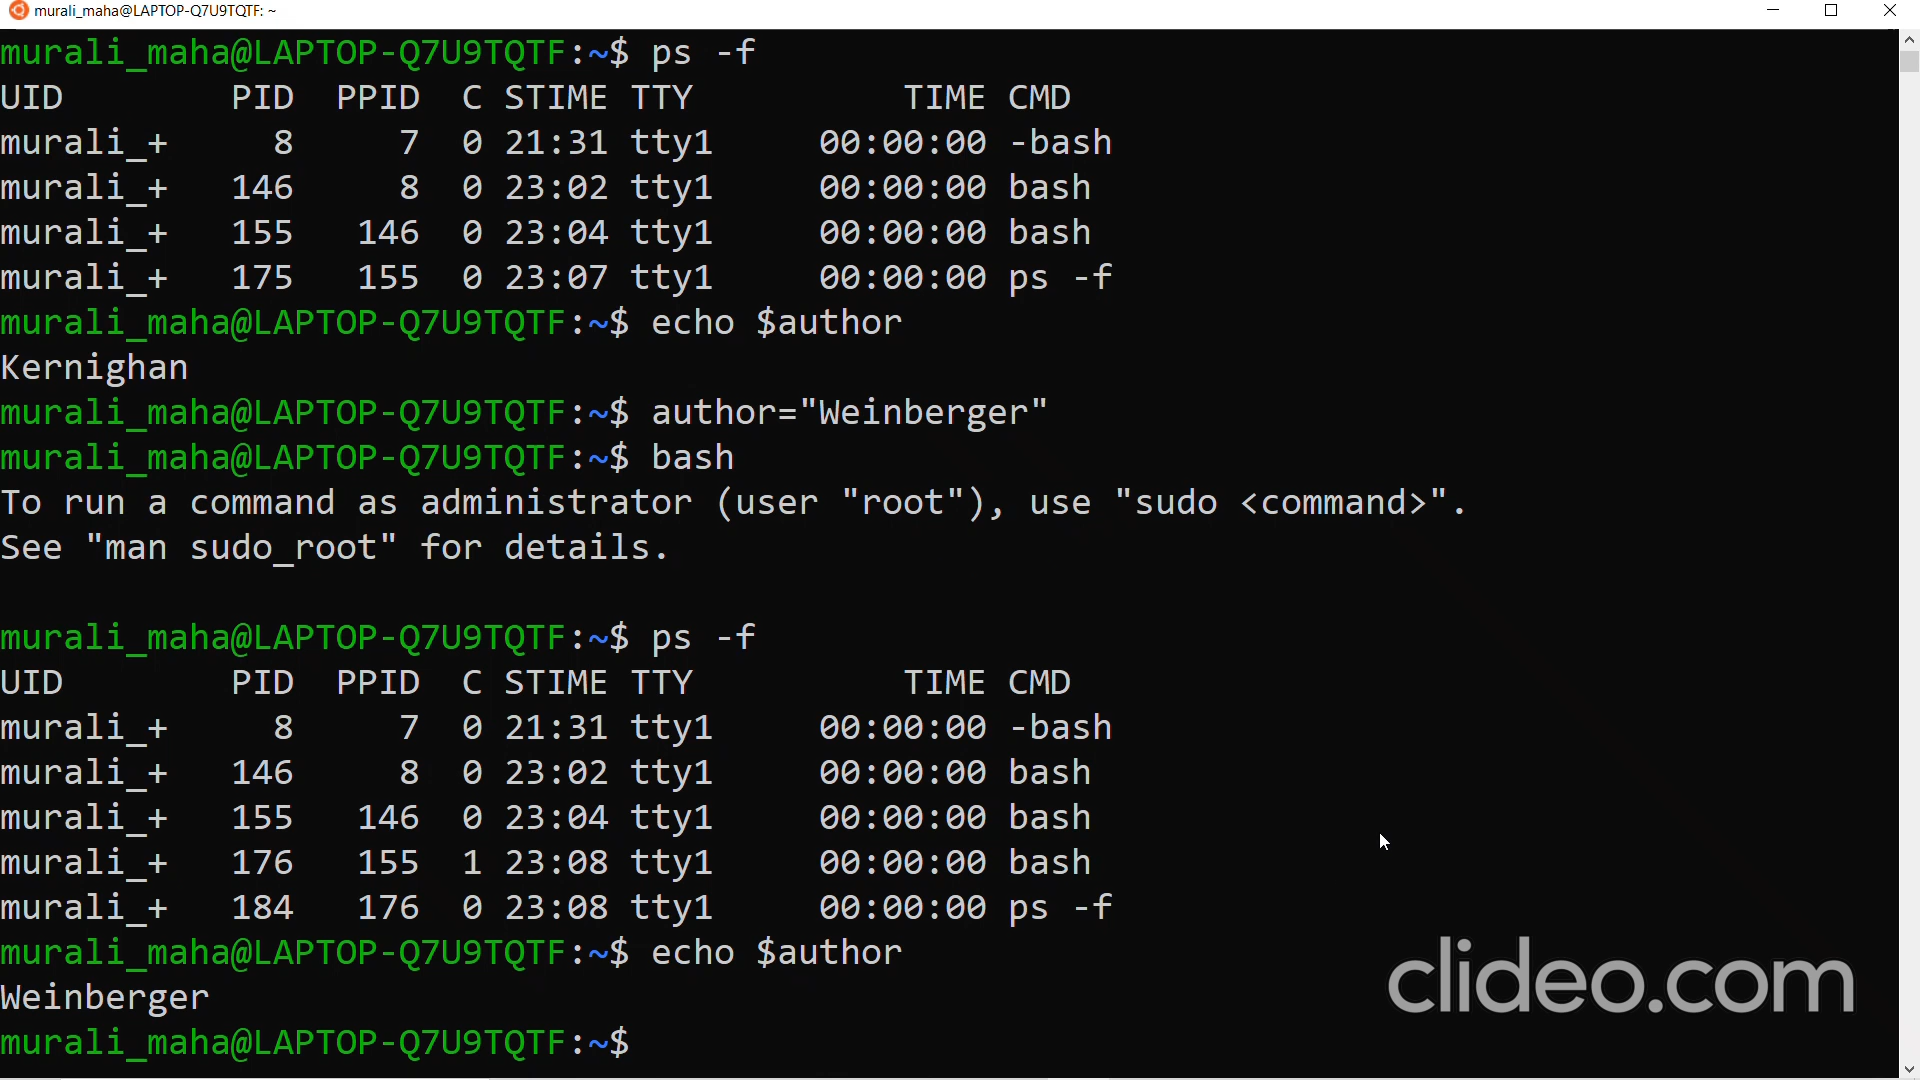 murali_maha@LAPTOP-Q7U9TQTF: ~
murali_maha@LAPTOP-Q7U9TQTF:~$ ps -f
UID        PID  PPID  C STIME TTY          TIME CMD
murali_+     8     7  0 21:31 tty1     00:00:00 -bash
murali_+   146     8  0 23:02 tty1     00:00:00 bash
murali_+   155   146  0 23:04 tty1     00:00:00 bash
murali_+   175   155  0 23:07 tty1     00:00:00 ps -f
murali_maha@LAPTOP-Q7U9TQTF:~$ echo $author
Kernighan
murali_maha@LAPTOP-Q7U9TQTF:~$ author="Weinberger"
murali_maha@LAPTOP-Q7U9TQTF:~$ bash
To run a command as administrator (user "root"), use "sudo <command>".
See "man sudo_root" for details.
murali_maha@LAPTOP-Q7U9TQTF:~$ ps -f
UID        PID  PPID  C STIME TTY          TIME CMD
murali_+     8     7  0 21:31 tty1     00:00:00 -bash
murali_+   146     8  0 23:02 tty1     00:00:00 bash
murali_+   155   146  0 23:04 tty1     00:00:00 bash
murali_+   176   155  1 23:08 tty1     00:00:00 bash
murali_+   184   176  0 23:08 tty1     00:00:00 ps -f
murali_maha@LAPTOP-Q7U9TQTF:~$ echo $author
Weinberger
murali_maha@LAPTOP-Q7U9TQTF:~$
clideo.com